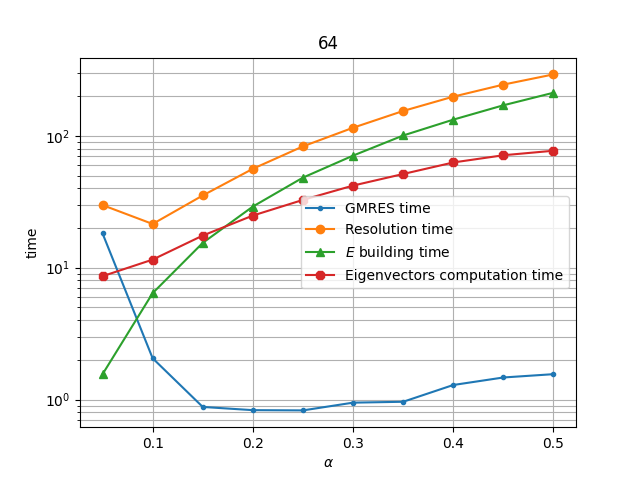 64
time
10²
10¹
10⁰
GMRES time
Resolution time
E building time
Eigenvectors computation time
0.1 0.2 0.3 0.4 0.5
α